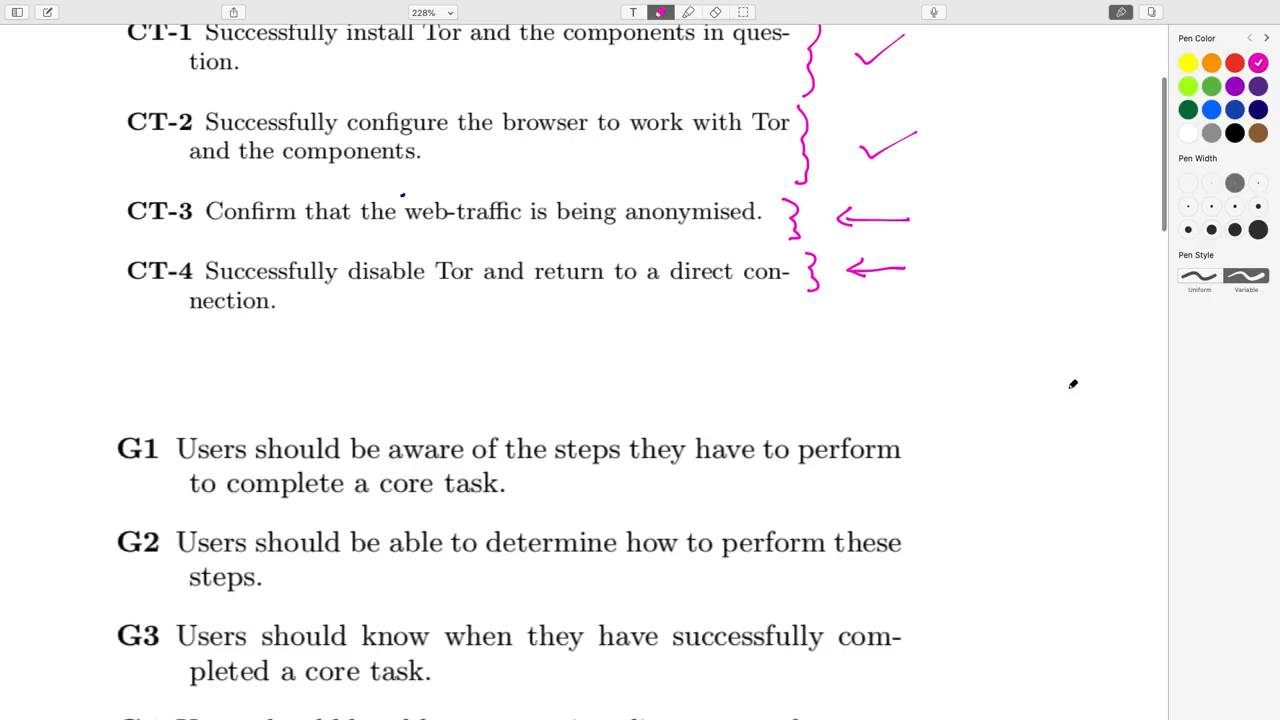 228%
T
Pen Color
CT-1 Successfully install Tor and the components in ques-
tion.
CT-2 Successfully configure the browser to work with Tor
and the components.
CT-3 Confirm that the web-traffic is being anonymised.
CT-4 Successfully disable Tor and return to a direct con-
nection.
G1 Users should be aware of the steps they have to perform
to complete a core task.
G2 Users should be able to determine how to perform these
steps.
G3 Users should know when they have successfully com-
pleted a core task.
Pen Width
Pen Style
Uniform Variable